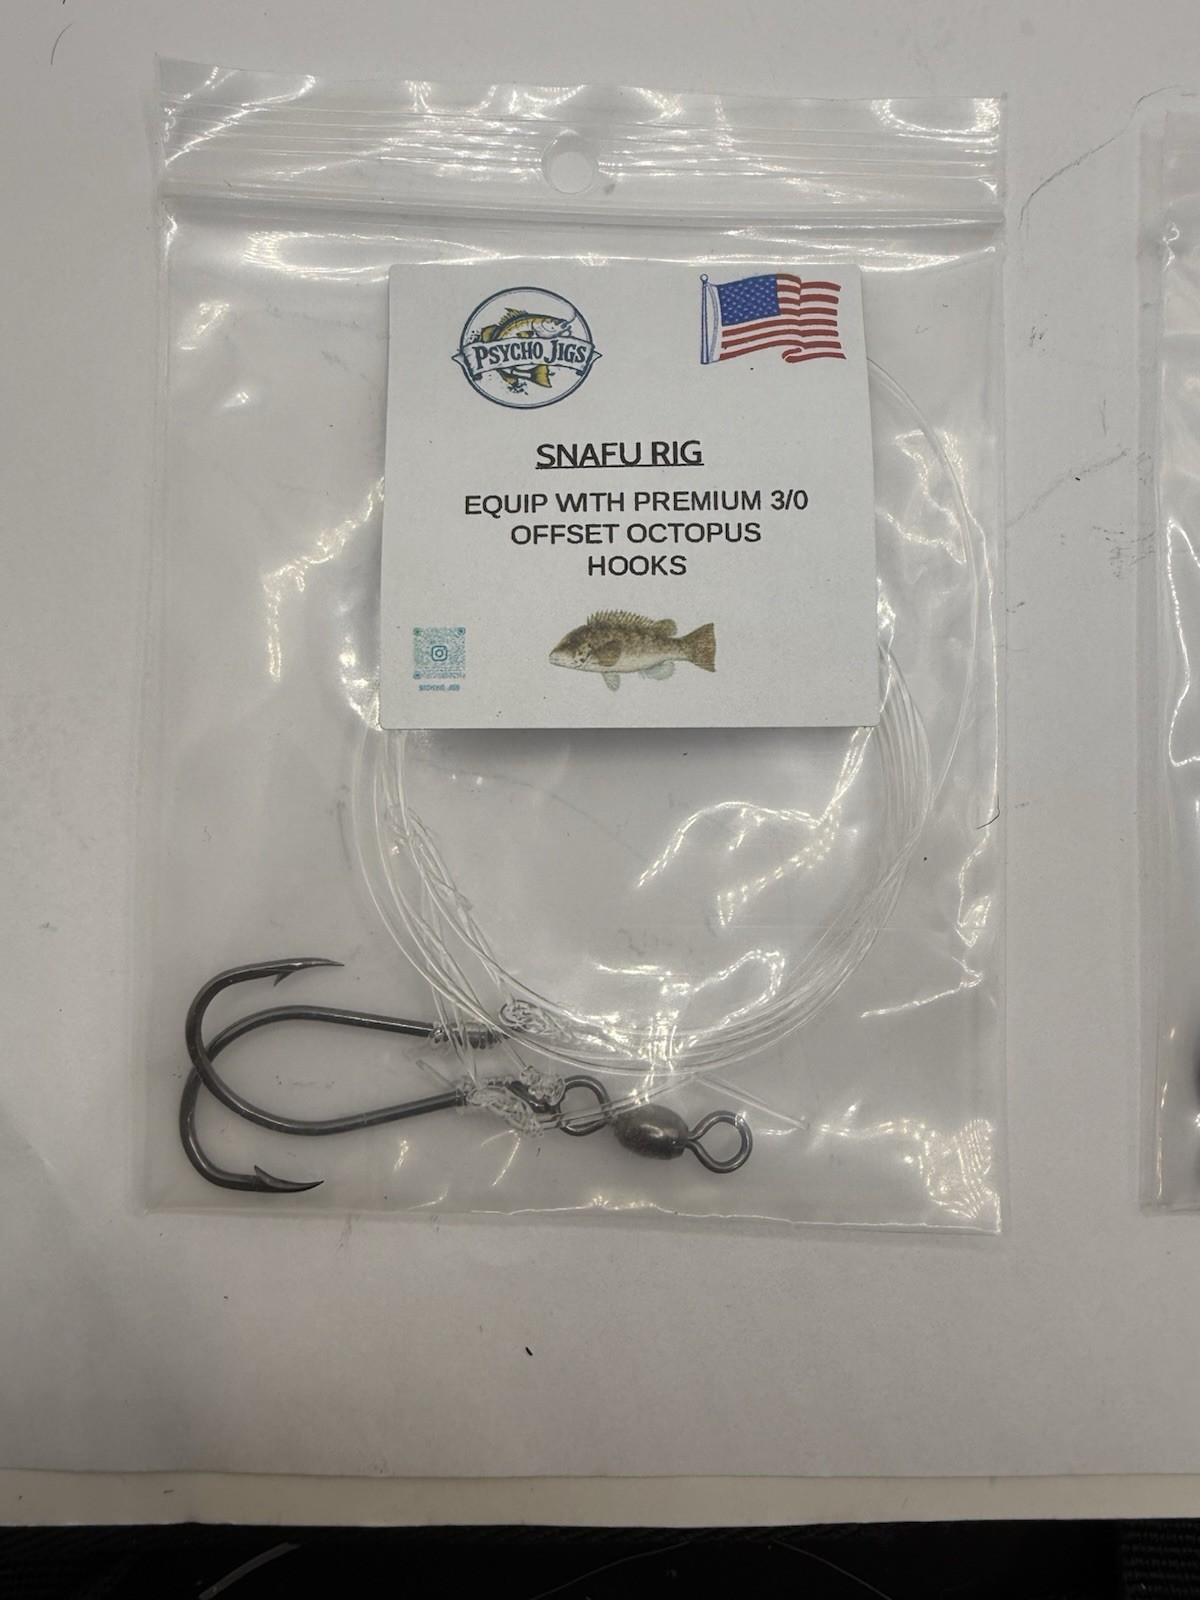 PSYCHO JIGS
SNAFU RIG
EQUIP WITH PREMIUM 3/0
OFFSET OCTOPUS
HOOKS